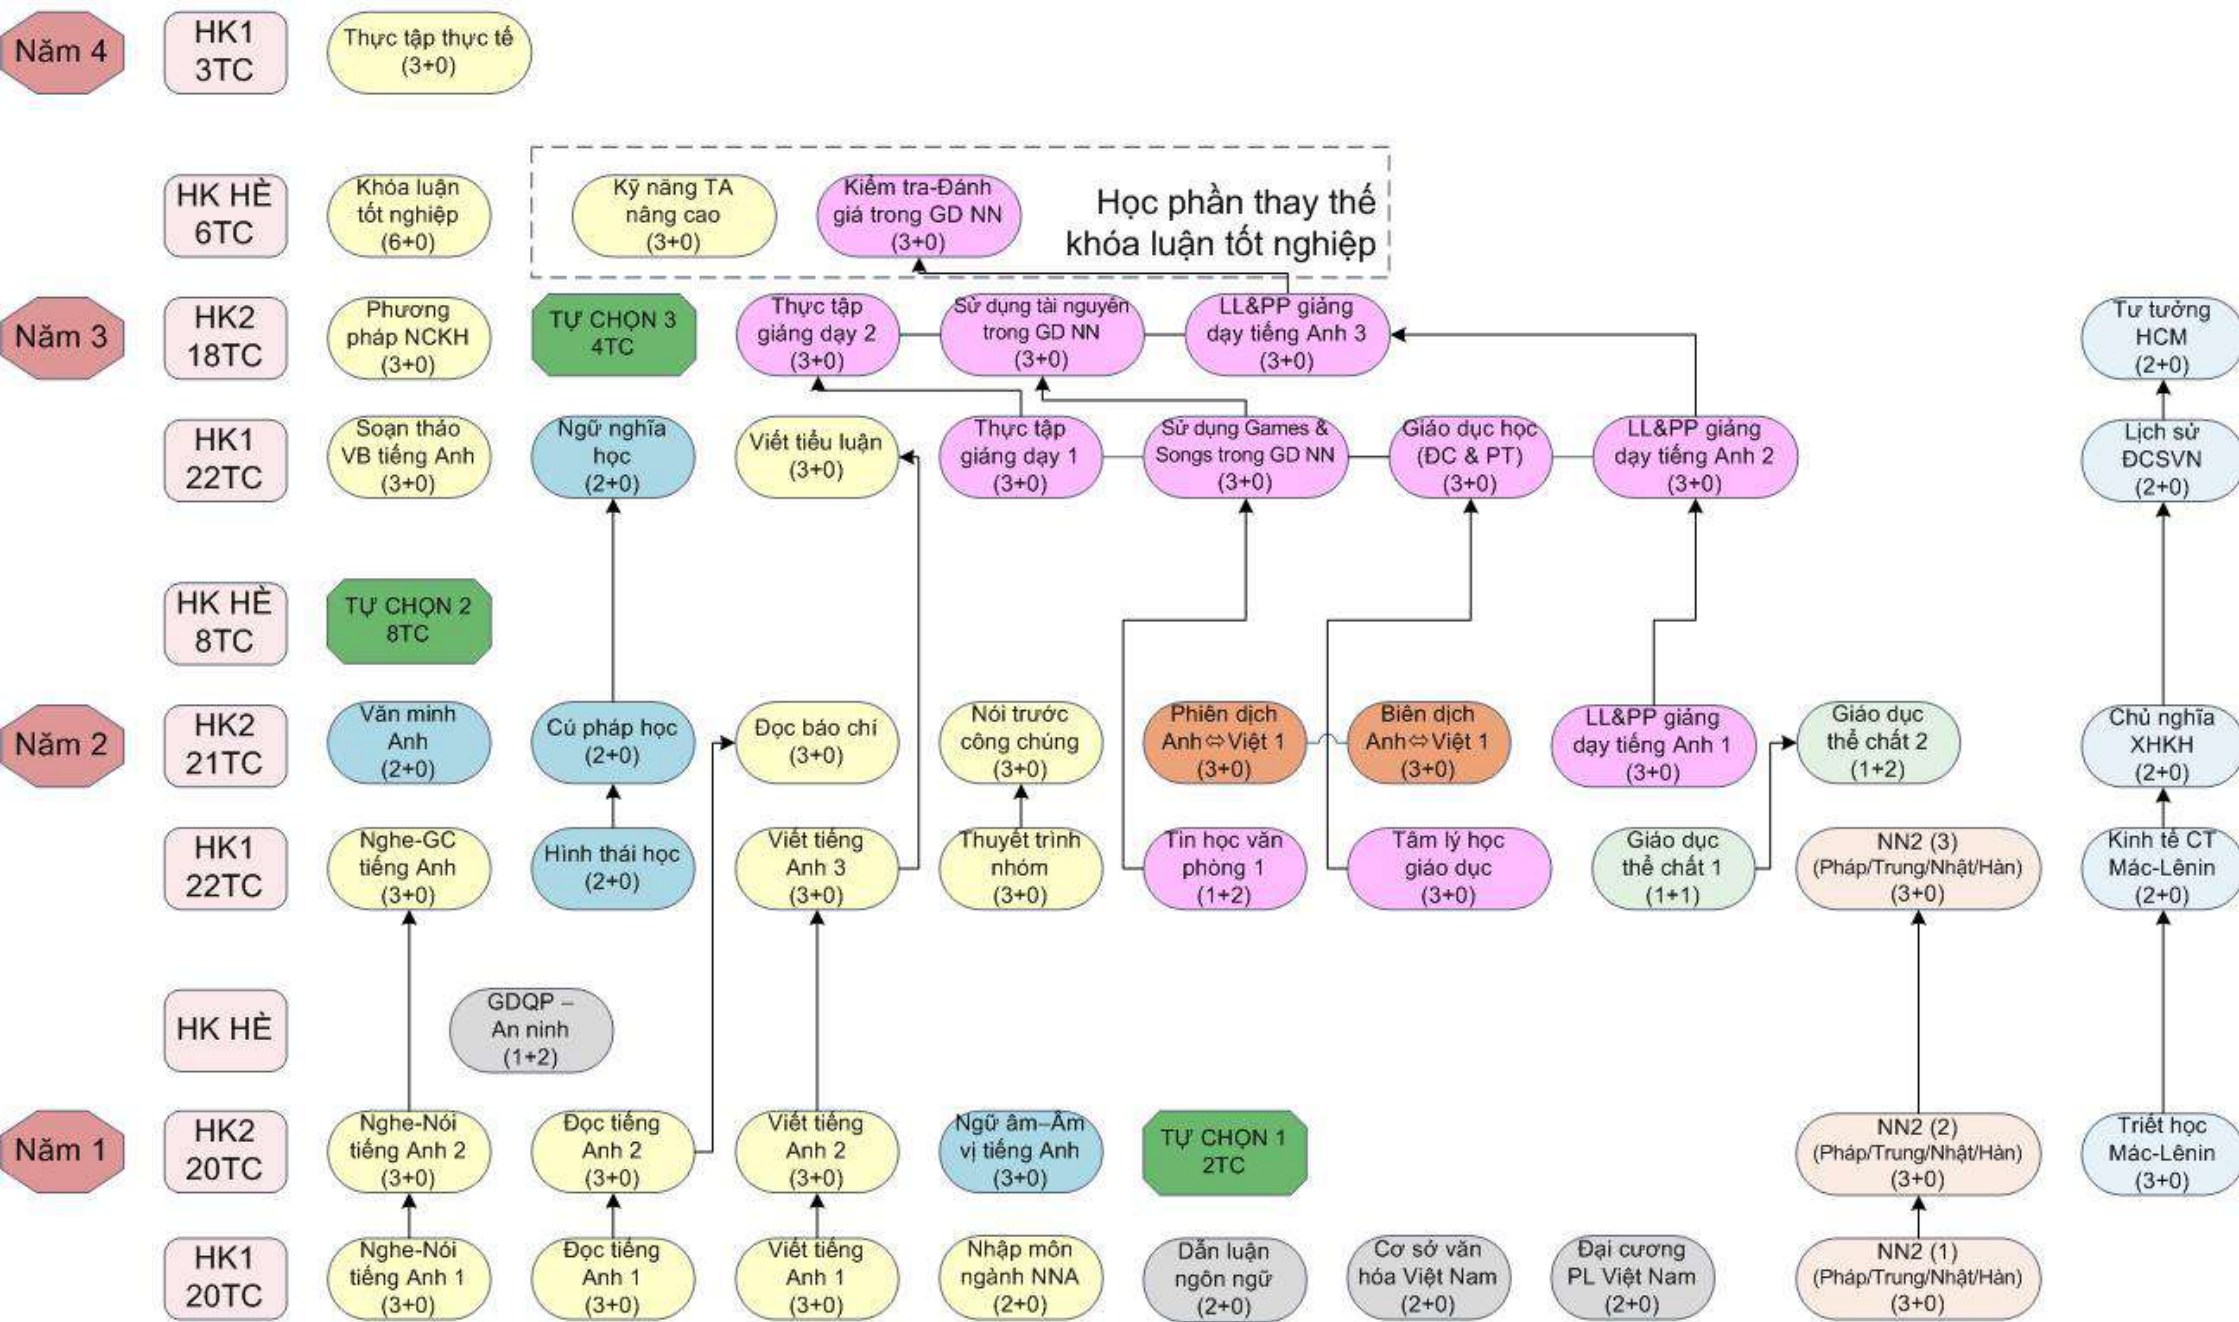 Năm 4
HK1
3TC
Thực tập thực tế
(3+0)
HK HÈ
6TC
Khóa luận
tốt nghiệp
(6+0)
Kỹ năng TA
nâng cao
(3+0)
Kiểm tra-Đánh
giá trong GD NN
(3+0)
Học phần thay thế
khóa luận tốt nghiệp
Năm 3
HK2
18TC
Phương
pháp NCKH
(3+0)
TỰ CHỌN 3
4TC
Thực tập
giảng dạy 2
(3+0)
Sử dụng tài nguyên
trong GD NN
(3+0)
LL&PP giảng
dạy tiếng Anh 3
(3+0)
Tư tưởng
HCM
(2+0)
HK1
22TC
Soạn thảo
VB tiếng Anh
(3+0)
Ngữ nghĩa
học
(2+0)
Viết tiểu luận
(3+0)
Thực tập
giảng dạy 1
(3+0)
Sử dụng Games &
Songs trong GD NN
(3+0)
Giáo dục học
(ĐC & PT)
(3+0)
LL&PP giảng
dạy tiếng Anh 2
(3+0)
Lịch sử
ĐCSVN
(2+0)
HK HÈ
8TC
TỰ CHỌN 2
8TC
Năm 2
HK2
21TC
Văn minh
Anh
(2+0)
Cú pháp học
(2+0)
Đọc báo chí
(3+0)
Nói trước
công chúng
(3+0)
Phiên dịch
Anh⇔Việt 1
(3+0)
Biên dịch
Anh⇔Việt 1
(3+0)
LL&PP giảng
dạy tiếng Anh 1
(3+0)
Giáo dục
thể chất 2
(1+2)
Chủ nghĩa
XHKH
(2+0)
HK1
22TC
Nghe-GC
tiếng Anh
(3+0)
Hình thái học
(2+0)
Viết tiếng
Anh 3
(3+0)
Thuyết trình
nhóm
(3+0)
Tin học văn
phòng 1
(1+2)
Tâm lý học
giáo dục
(3+0)
Giáo dục
thể chất 1
(1+1)
NN2 (3)
(Pháp/Trung/Nhật/Hàn)
(3+0)
Kinh tế CT
Mác-Lênin
(2+0)
HK HÈ
GDQP –
An ninh
(1+2)
Năm 1
HK2
20TC
Nghe-Nói
tiếng Anh 2
(3+0)
Đọc tiếng
Anh 2
(3+0)
Viết tiếng
Anh 2
(3+0)
Ngữ âm–Âm
vị tiếng Anh
(3+0)
TỰ CHỌN 1
2TC
NN2 (2)
(Pháp/Trung/Nhật/Hàn)
(3+0)
Triết học
Mác-Lênin
(3+0)
HK1
20TC
Nghe-Nói
tiếng Anh 1
(3+0)
Đọc tiếng
Anh 1
(3+0)
Viết tiếng
Anh 1
(3+0)
Nhập môn
ngành NNA
(2+0)
Dẫn luận
ngôn ngữ
(2+0)
Cơ sở văn
hóa Việt Nam
(2+0)
Đại cương
PL Việt Nam
(2+0)
NN2 (1)
(Pháp/Trung/Nhật/Hàn)
(3+0)